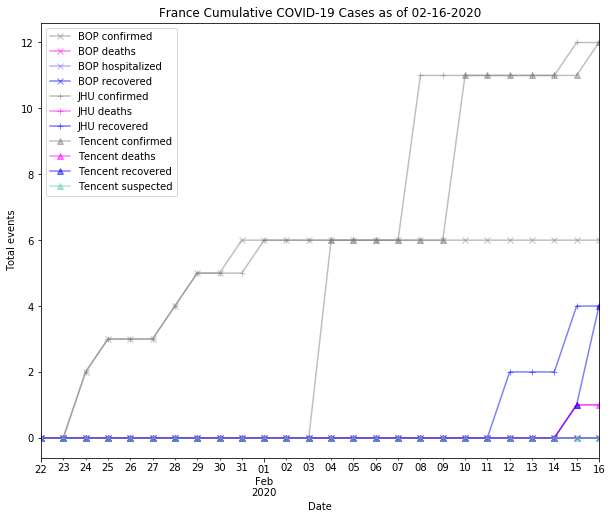 France Cumulative COVID-19 Cases as of 02-16-2020
BOP confirmed
BOP deaths
BOP hospitalized
BOP recovered
JHU confirmed
JHU deaths
JHU recovered
Tencent confirmed
Tencent deaths
Tencent recovered
Tencent suspected
Total events
12
10
8
6
4
2
0
22 23 24 25 26 27 28 29 30 31 01 02 03 04 05 06 07 08 09 10 11 12 13 14 15 16
Feb
2020
Date